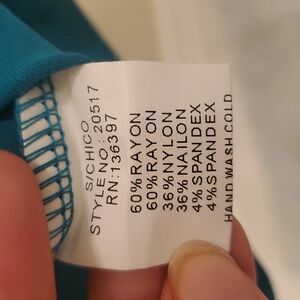 S/CHICO
STYLE NO.: 20517
RN:136397
60%RAYON
60%RAYON
36%NYLON
36%NAILON
4%SPANDEX
4%SPANDEX
HAND WASH COLD